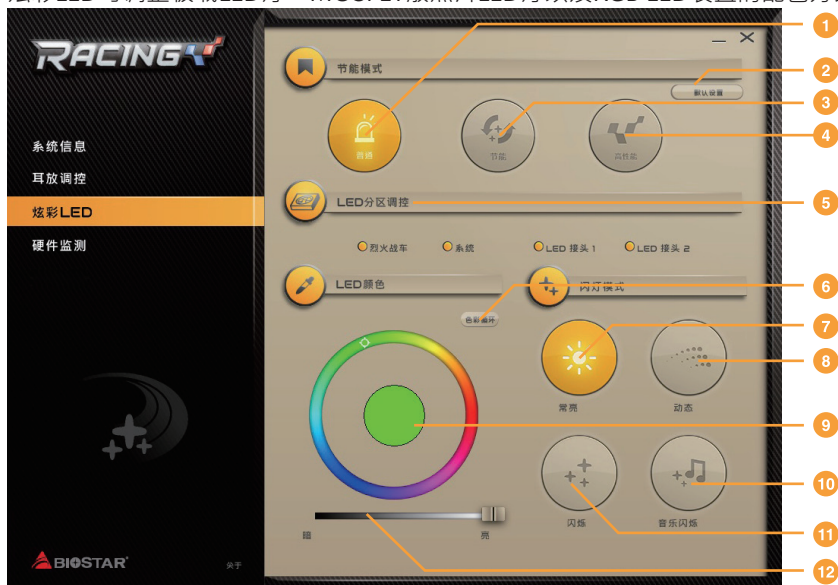 RACING
节能模式
默认设置
普通
节能
高性能
系统信息
耳放调控
炫彩LED
硬件监测
LED分区调控
烈火战车
系统
LED 接头 1
LED 接头 2
LED颜色
闪灯模式
色彩循环
常亮
动态
闪烁
音乐闪烁
暗
亮
BIOSTAR
关于
1
2
3
4
5
6
7
8
9
10
11
12